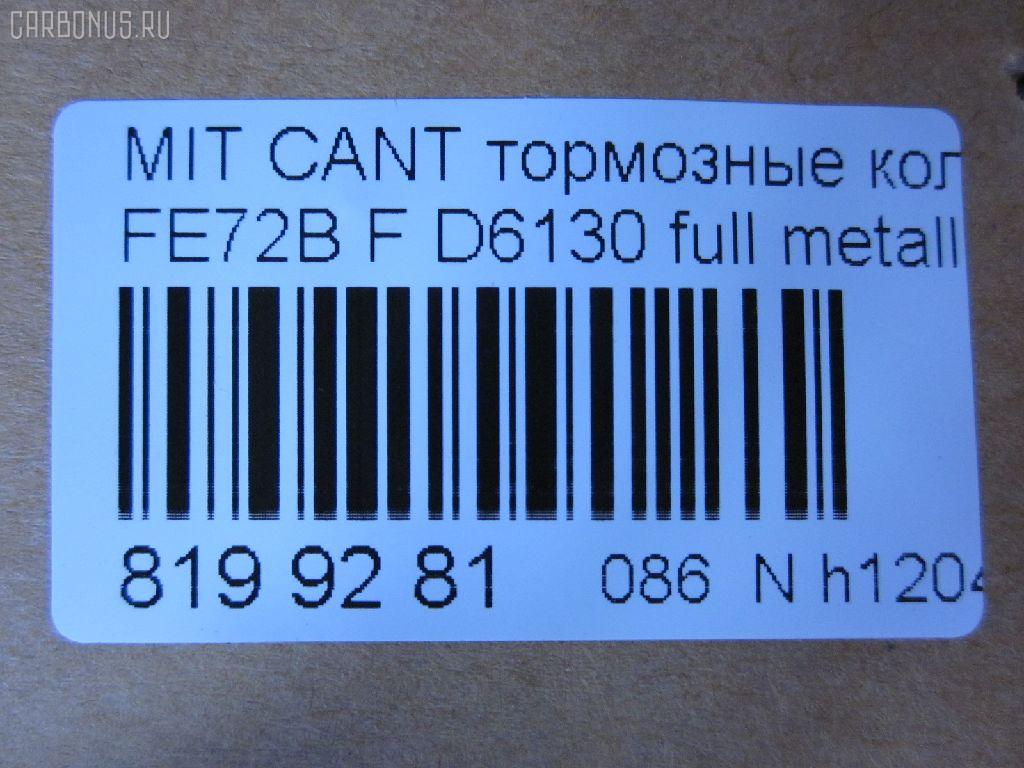 CARBONUS.RU
MIT CANT тормозные кол
FE72B F D6130 full metall
819 92 81 086 N h1204